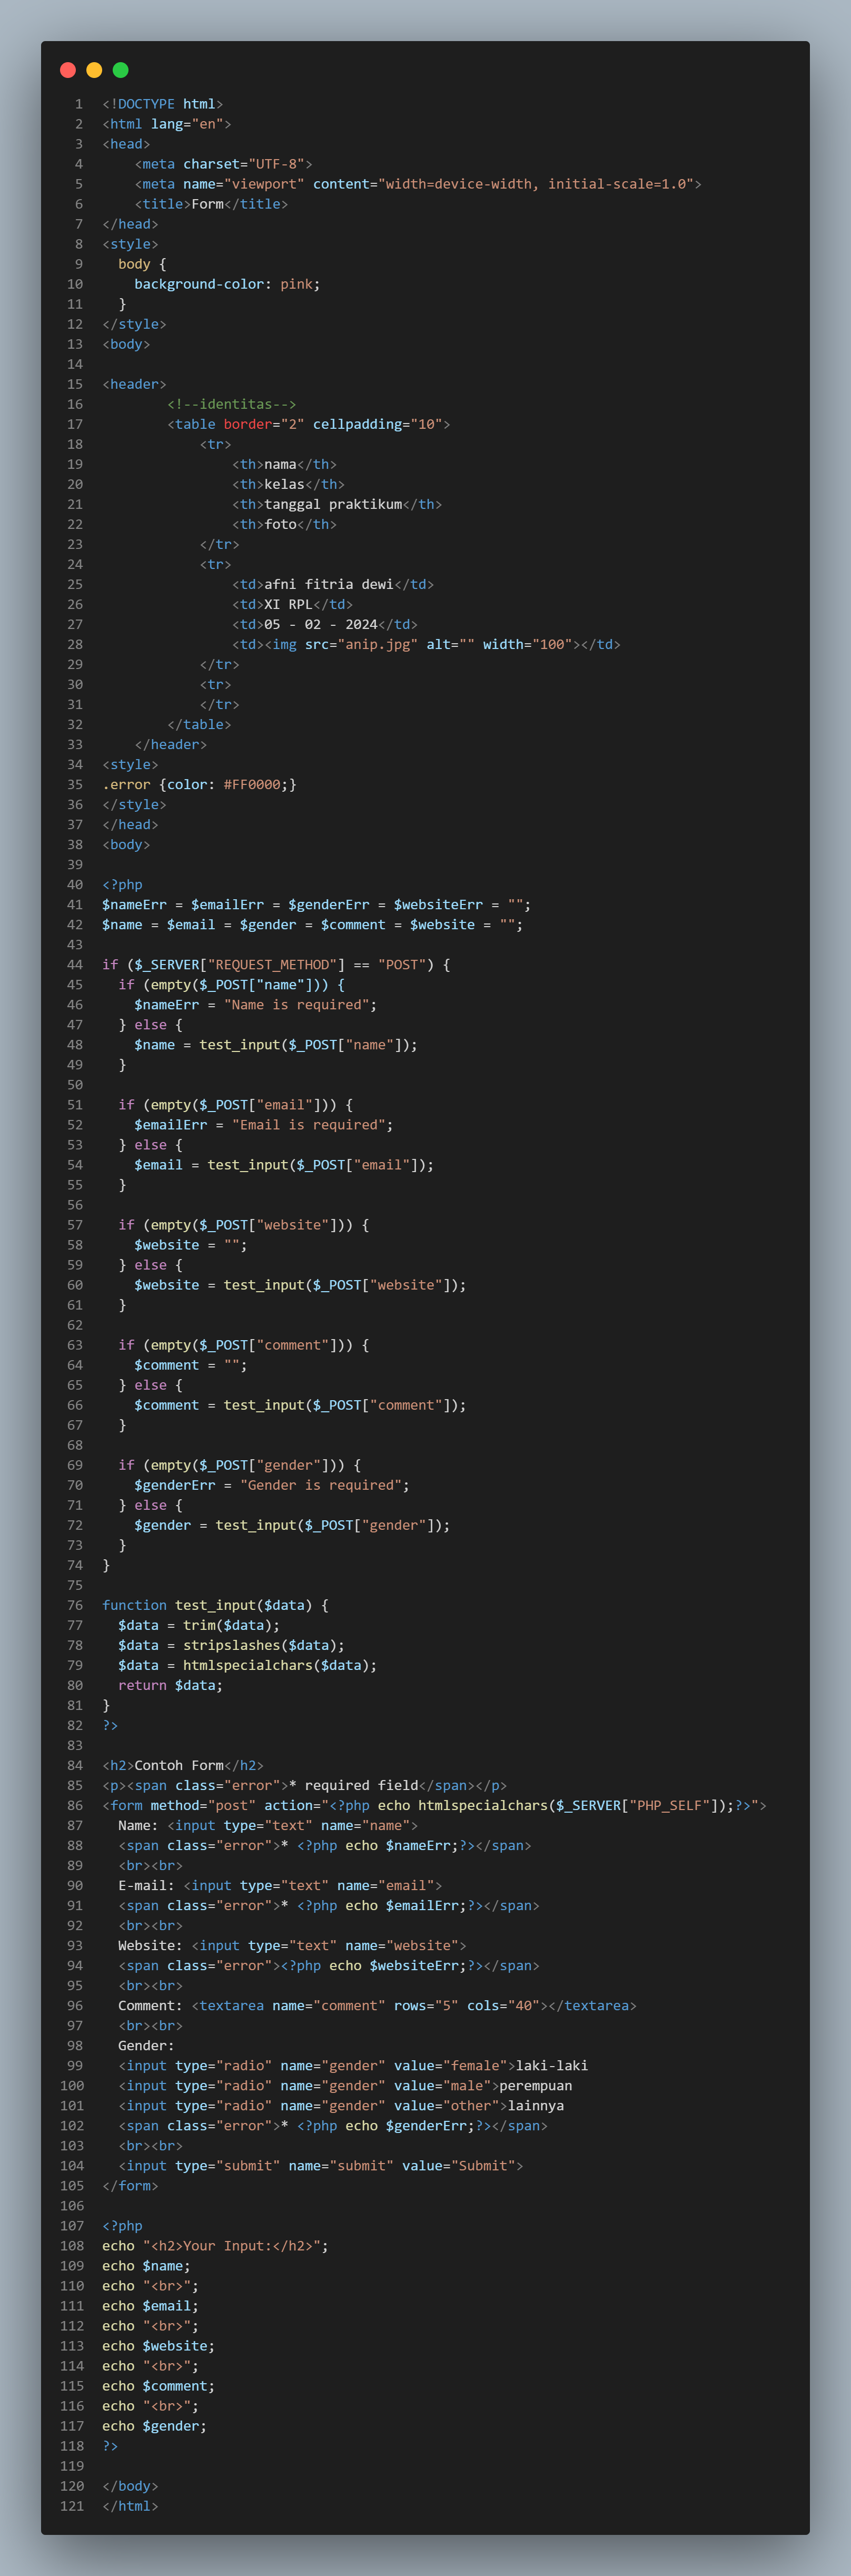 1 <!DOCTYPE html>
2 <html lang="en">
3 <head>
4     <meta charset="UTF-8">
5     <meta name="viewport" content="width=device-width, initial-scale=1.0">
6     <title>Form</title>
7 </head>
8 <style>
9   body {
10     background-color: pink;
11   }
12 </style>
13 <body>
14
15 <header>
16         <!--identitas-->
17         <table border="2" cellpadding="10">
18             <tr>
19                 <th>nama</th>
20                 <th>kelas</th>
21                 <th>tanggal praktikum</th>
22                 <th>foto</th>
23             </tr>
24             <tr>
25                 <td>afni fitria dewi</td>
26                 <td>XI RPL</td>
27                 <td>05 - 02 - 2024</td>
28                 <td><img src="anip.jpg" alt="" width="100"></td>
29             </tr>
30             <tr>
31             </tr>
32         </table>
33     </header>
34 <style>
35 .error {color: #FF0000;}
36 </style>
37 </head>
38 <body>
39
40 <?php
41 $nameErr = $emailErr = $genderErr = $websiteErr = "";
42 $name = $email = $gender = $comment = $website = "";
43
44 if ($_SERVER["REQUEST_METHOD"] == "POST") {
45   if (empty($_POST["name"])) {
46     $nameErr = "Name is required";
47   } else {
48     $name = test_input($_POST["name"]);
49   }
50
51   if (empty($_POST["email"])) {
52     $emailErr = "Email is required";
53   } else {
54     $email = test_input($_POST["email"]);
55   }
56
57   if (empty($_POST["website"])) {
58     $website = "";
59   } else {
60     $website = test_input($_POST["website"]);
61   }
62
63   if (empty($_POST["comment"])) {
64     $comment = "";
65   } else {
66     $comment = test_input($_POST["comment"]);
67   }
68
69   if (empty($_POST["gender"])) {
70     $genderErr = "Gender is required";
71   } else {
72     $gender = test_input($_POST["gender"]);
73   }
74 }
75
76 function test_input($data) {
77   $data = trim($data);
78   $data = stripslashes($data);
79   $data = htmlspecialchars($data);
80   return $data;
81 }
82 ?>
83
84 <h2>Contoh Form</h2>
85 <p><span class="error">* required field</span></p>
86 <form method="post" action="<?php echo htmlspecialchars($_SERVER["PHP_SELF"]);?>">
87   Name: <input type="text" name="name">
88   <span class="error">* <?php echo $nameErr;?></span>
89   <br><br>
90   E-mail: <input type="text" name="email">
91   <span class="error">* <?php echo $emailErr;?></span>
92   <br><br>
93   Website: <input type="text" name="website">
94   <span class="error"><?php echo $websiteErr;?></span>
95   <br><br>
96   Comment: <textarea name="comment" rows="5" cols="40"></textarea>
97   <br><br>
98   Gender:
99   <input type="radio" name="gender" value="female">laki-laki
100   <input type="radio" name="gender" value="male">perempuan
101   <input type="radio" name="gender" value="other">lainnya
102   <span class="error">* <?php echo $genderErr;?></span>
103   <br><br>
104   <input type="submit" name="submit" value="Submit">
105 </form>
106
107 <?php
108 echo "<h2>Your Input:</h2>";
109 echo $name;
110 echo "<br>";
111 echo $email;
112 echo "<br>";
113 echo $website;
114 echo "<br>";
115 echo $comment;
116 echo "<br>";
117 echo $gender;
118 ?>
119
120 </body>
121 </html>